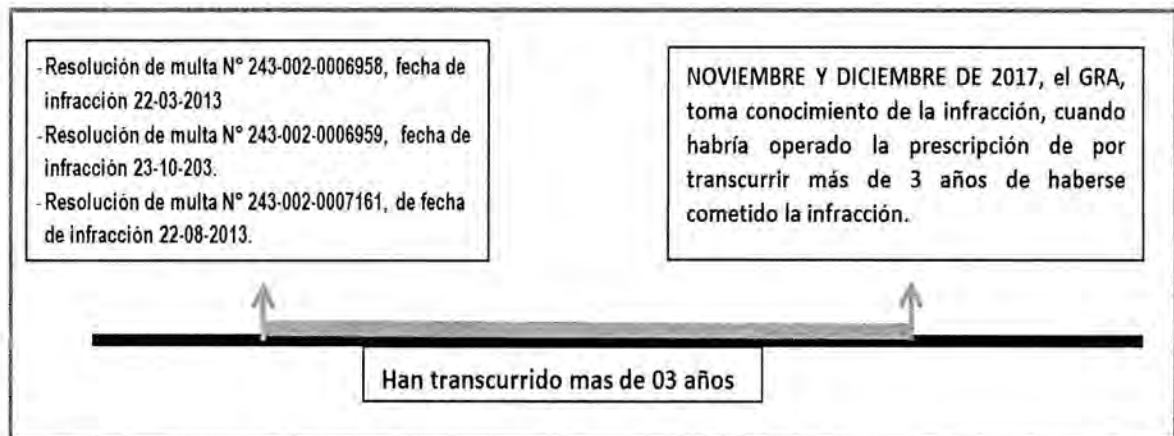 - Resolución de multa N° 243-002-0006958, fecha de
infracción 22-03-2013
- Resolución de multa N° 243-002-0006959, fecha de
infracción 23-10-203.
- Resolución de multa N° 243-002-0007161, de fecha
de infracción 22-08-2013.
NOVIEMBRE Y DICIEMBRE DE 2017, el GRA,
toma conocimiento de la infracción, cuando
habría operado la prescripción de por
transcurrir más de 3 años de haberse
cometido la infracción.
Han transcurrido mas de 03 años